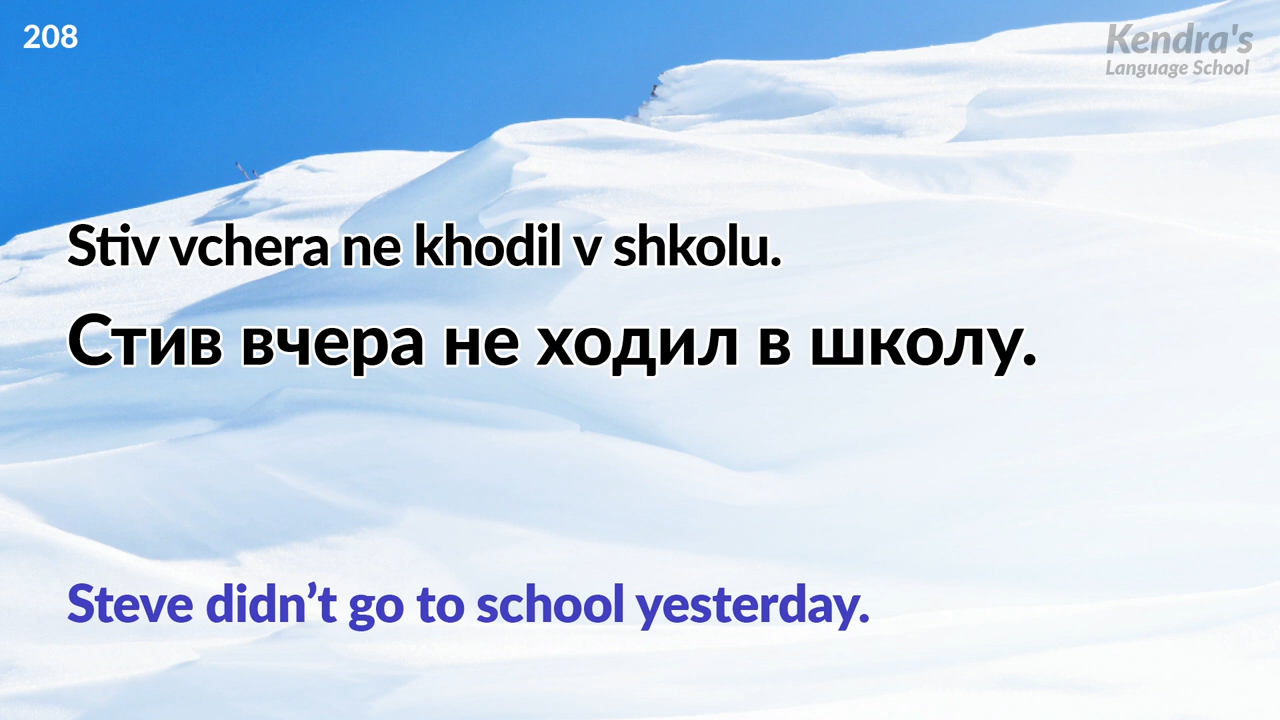 208
Kendra's
Language School
Stiv vchera ne khodil v shkolu.
Стив вчера не ходил в школу.
Steve didn’t go to school yesterday.